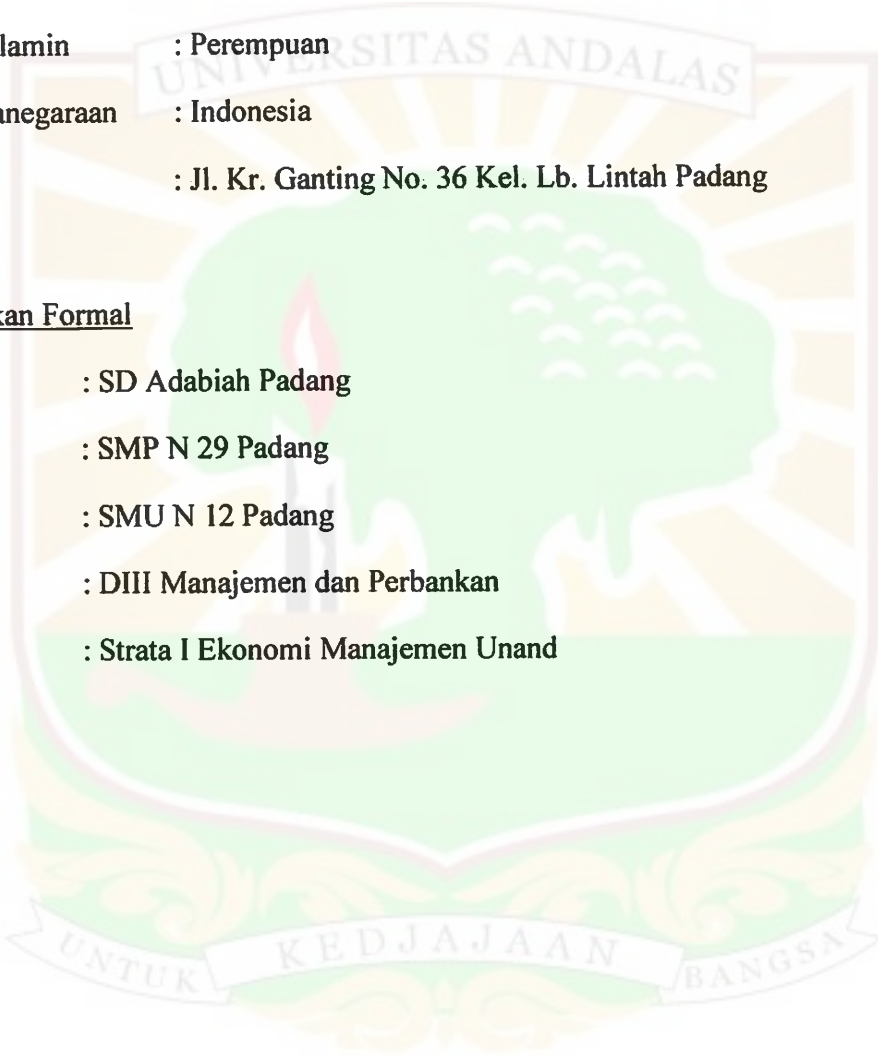 UNIVERSITAS ANDALAS
lamin : Perempuan
anegaraan : Indonesia
: Jl. Kr. Ganting No. 36 Kel. Lb. Lintah Padang
kan Formal
: SD Adabiah Padang
: SMP N 29 Padang
: SMU N 12 Padang
: DIII Manajemen dan Perbankan
: Strata I Ekonomi Manajemen Unand
UNTUK KEDJAJAAN BANGSA